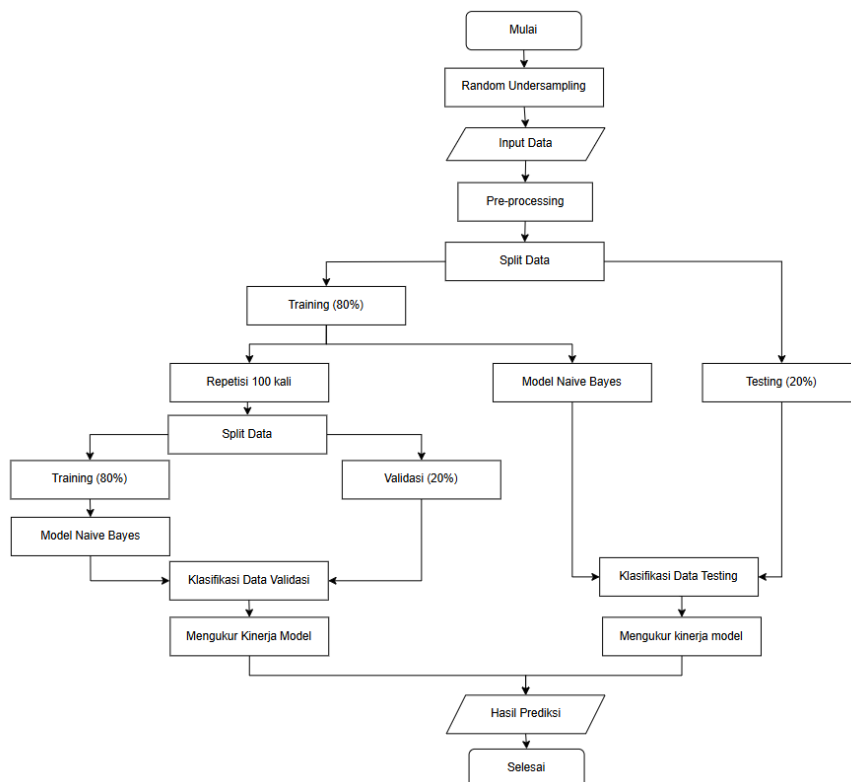 Mulai
Random Undersampling
Input Data
Pre-processing
Split Data
Training (80%)
Repetisi 100 kali
Model Naive Bayes
Testing (20%)
Split Data
Training (80%)
Validasi (20%)
Model Naive Bayes
Klasifikasi Data Validasi
Klasifikasi Data Testing
Mengukur Kinerja Model
Mengukur kinerja model
Hasil Prediksi
Selesai